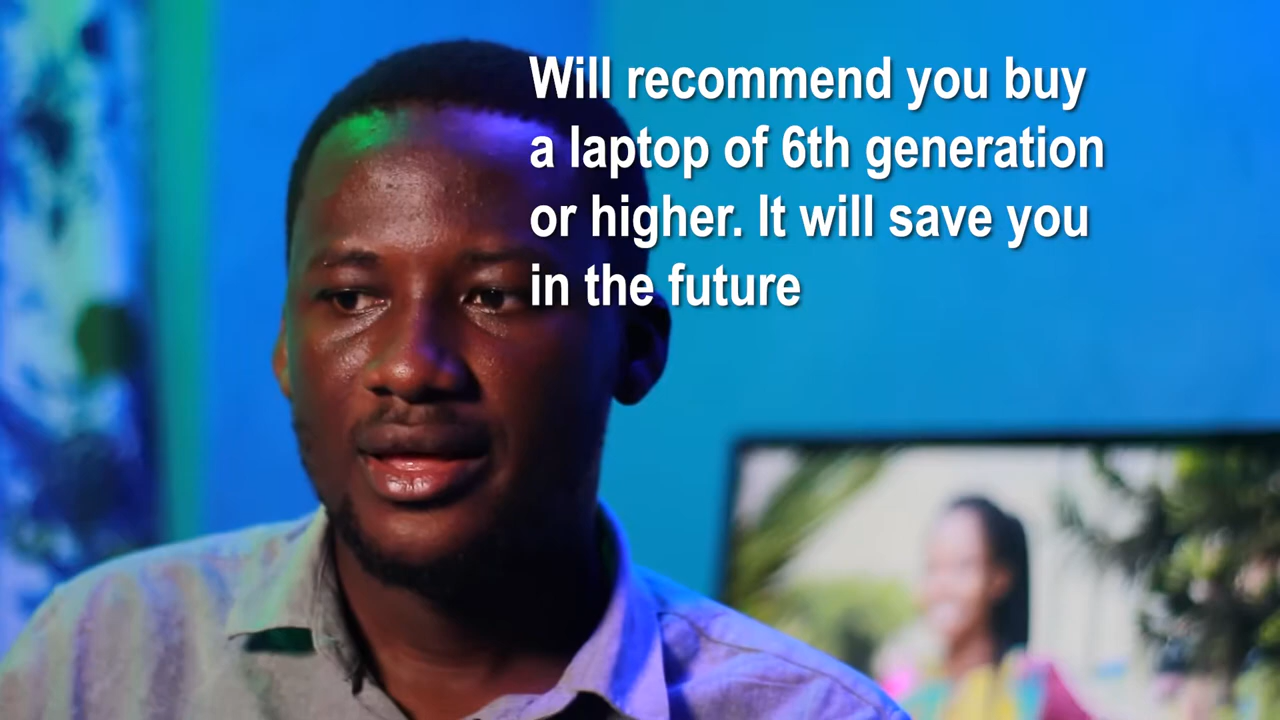 Will recommend you buy
a laptop of 6th generation
or higher. It will save you
in the future